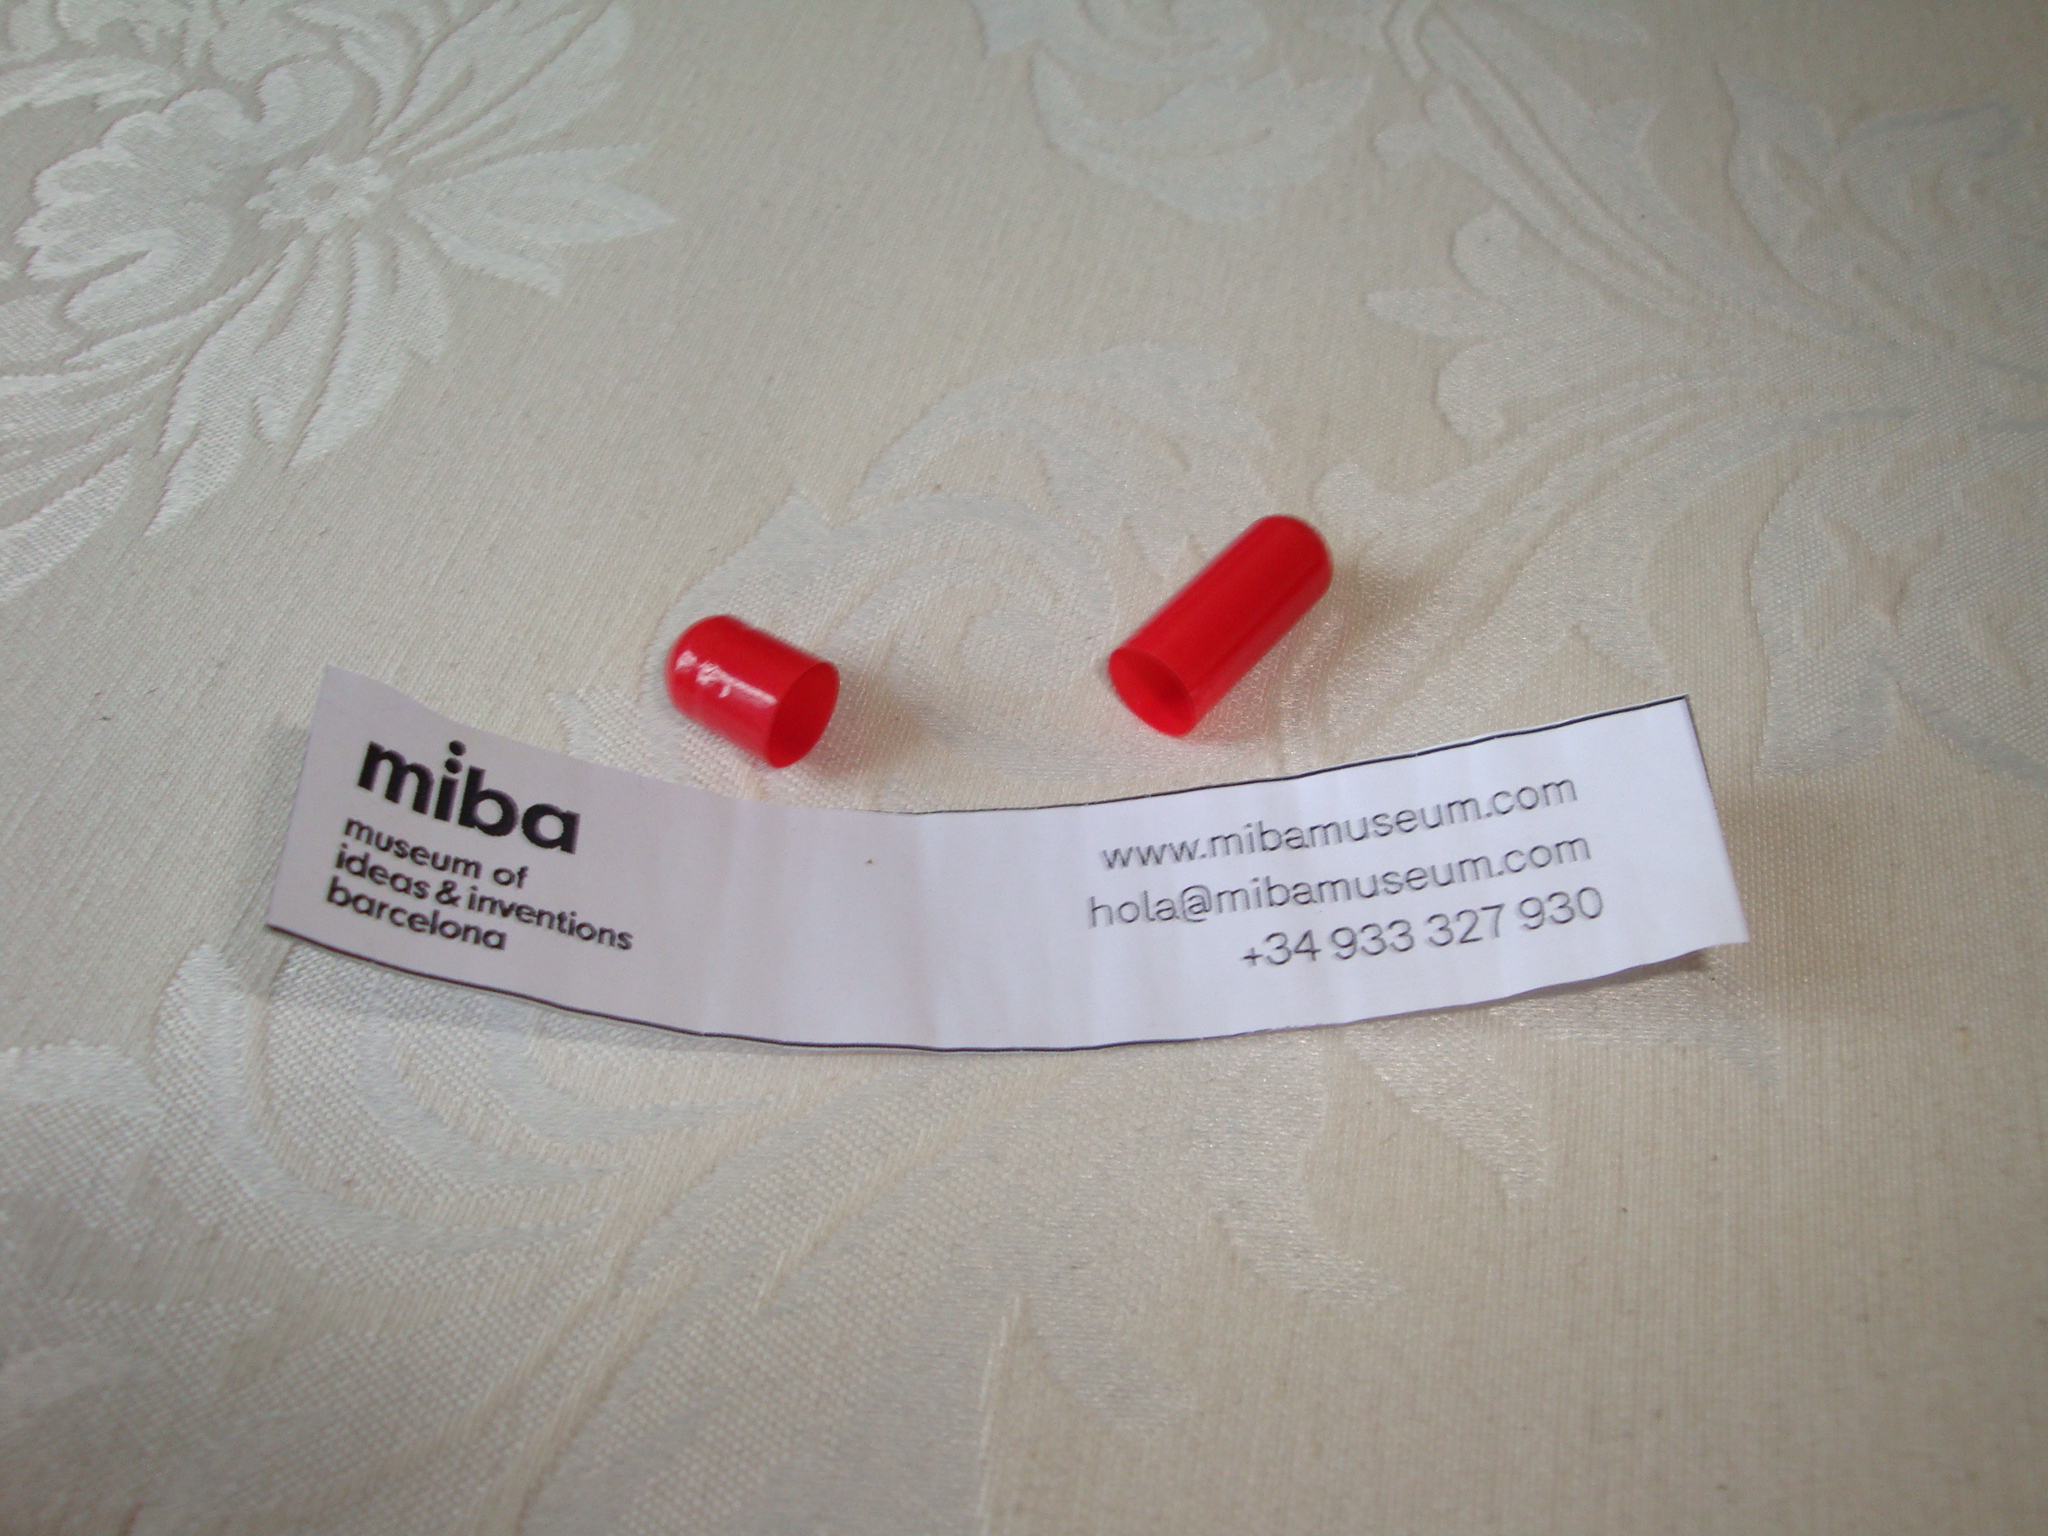 miba
museum of
ideas & inventions
barcelona
www.mibamuseum.com
hola@mibamuseum.com
+34 933 327 930